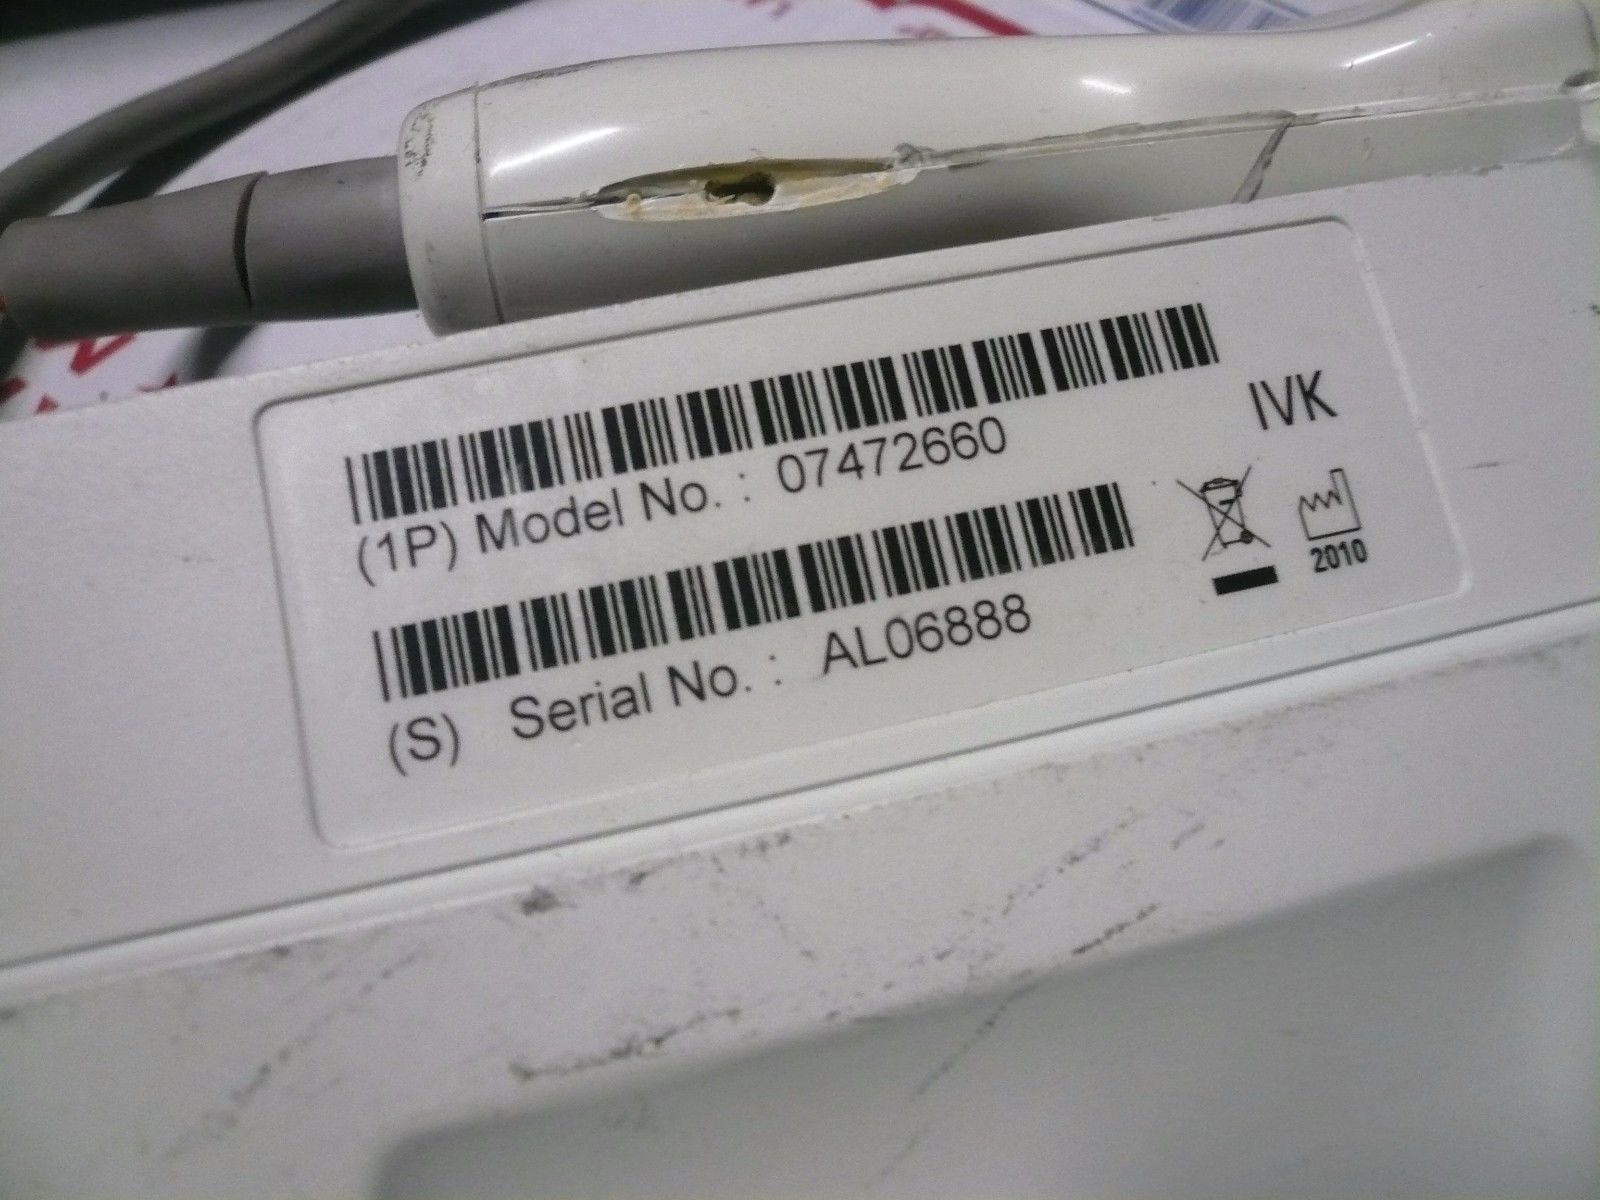 (1P) Model No. : 07472660
IVK
(S) Serial No. : AL06888
2010